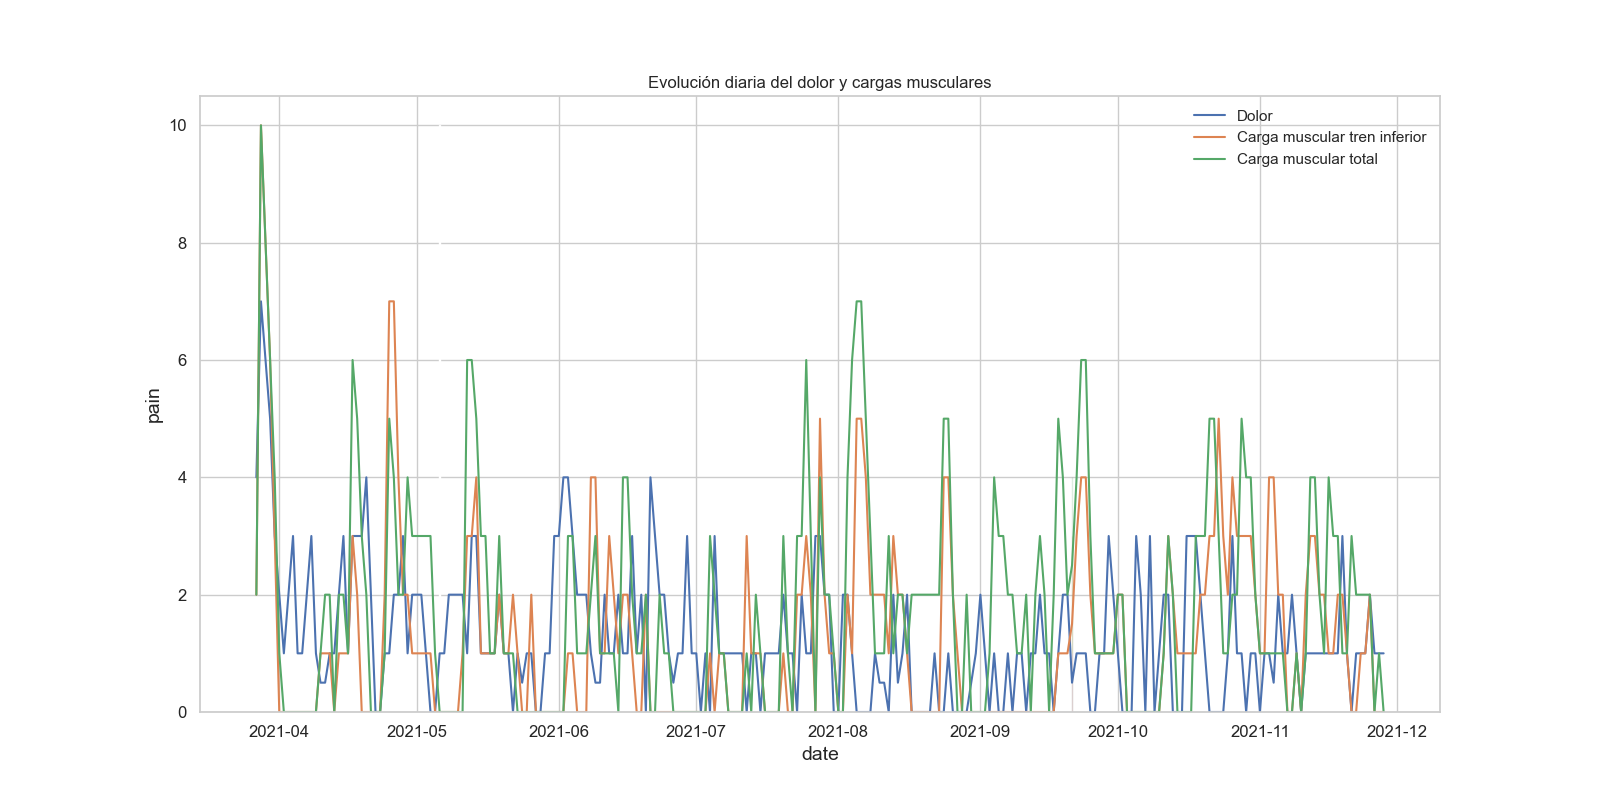 Evolución diaria del dolor y cargas musculares
Dolor
Carga muscular tren inferior
Carga muscular total
pain
10
8
6
4
2
0
2021-04
2021-05
2021-06
2021-07
2021-08
2021-09
2021-10
2021-11
2021-12
date